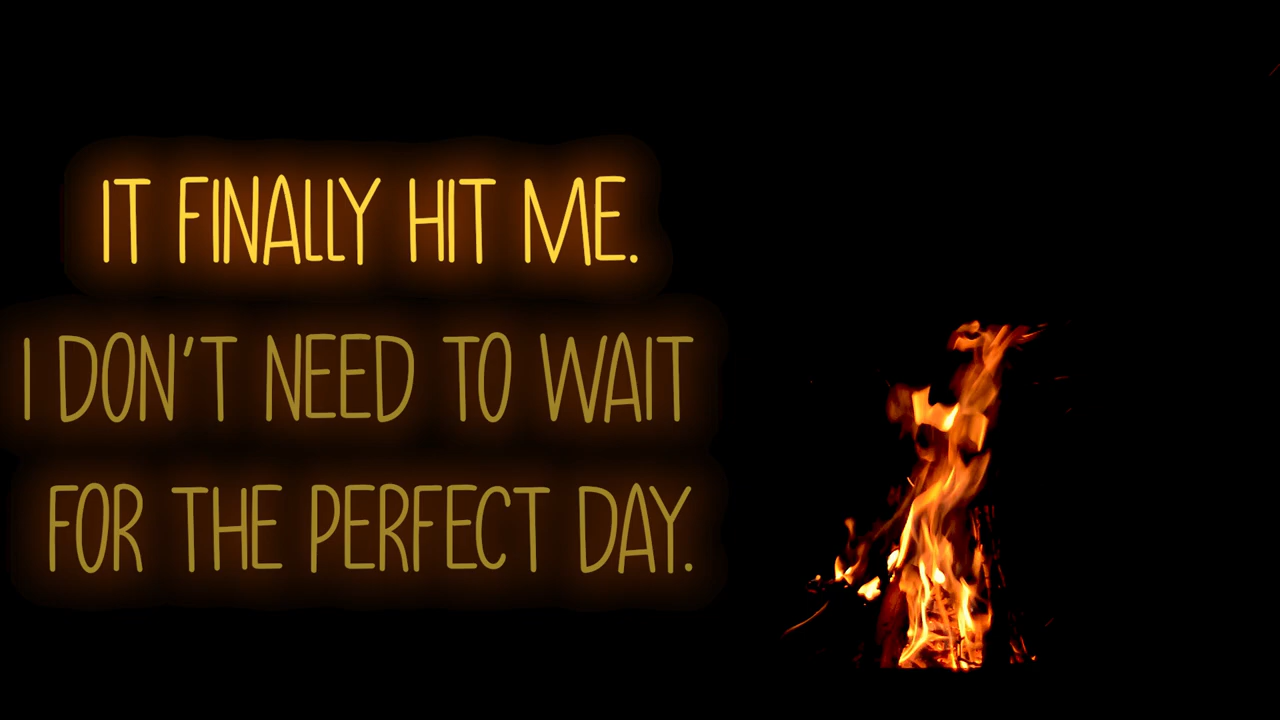 IT FINALLY HIT ME.
I DON'T NEED TO WAIT
FOR THE PERFECT DAY.